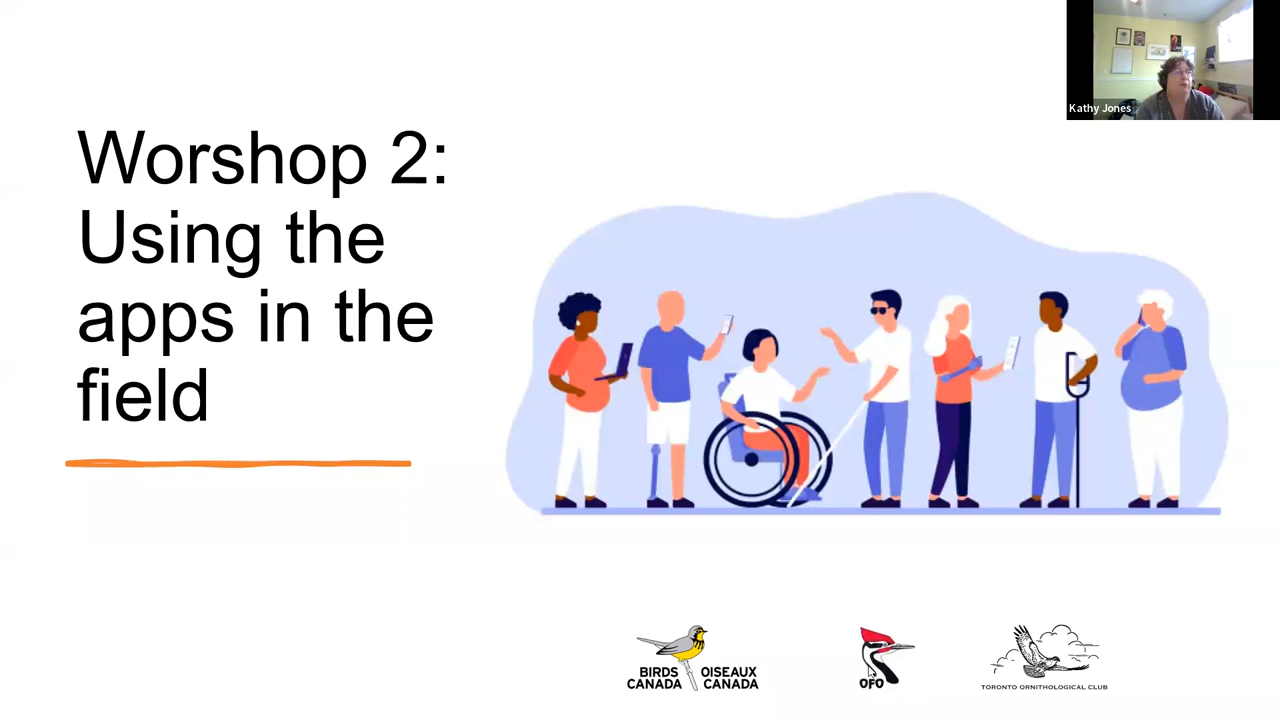 Kathy Jones
Worshop 2:
Using the
apps in the
field
BIRDS OISEAUX
CANADA CANADA
OFO
TORONTO ORNITHOLOGICAL CLUB